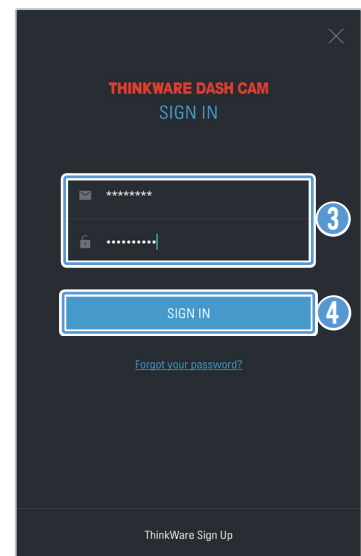 THINKWARE DASH CAM
SIGN IN
********
••••••••••
3
SIGN IN
4
Forgot your password?
ThinkWare Sign Up